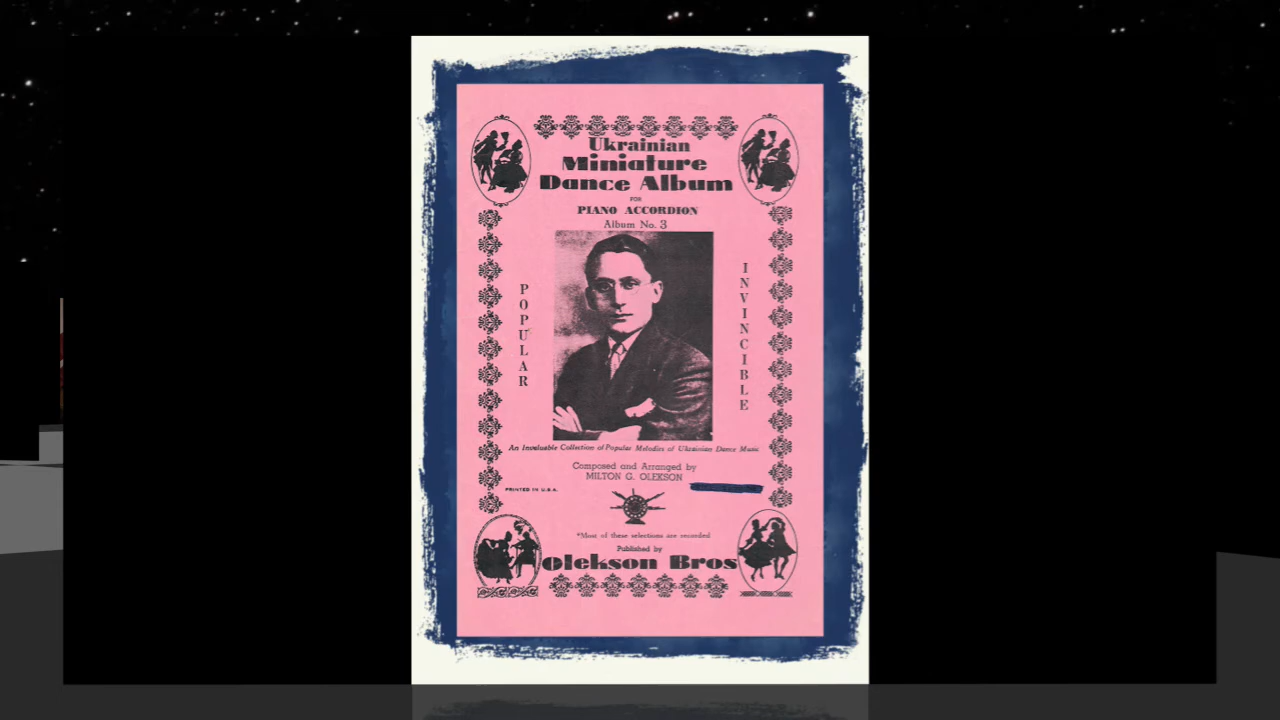 Ukrainian
Miniature
Dance Album
FOR
PIANO ACCORDION
Album No. 3
POPULAR
INVINCIBLE
An Invaluable Collection of Popular Melodies of Ukrainian Dance Music
Composed and Arranged by
MILTON G. OLEKSON
PRINTED IN U.S.A.
*Most of these selections are recorded
Published by
Olekson Bros